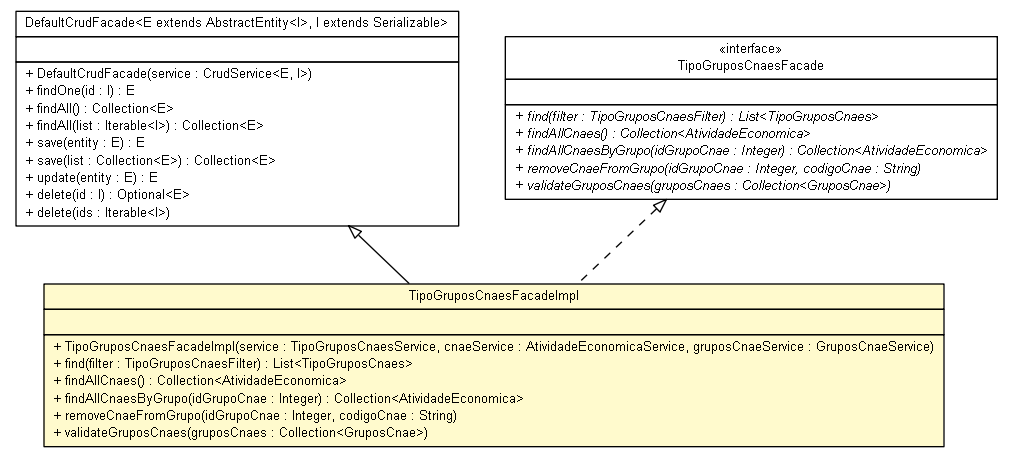 DefaultCrudFacade<E extends AbstractEntity<I>, I extends Serializable>
+ DefaultCrudFacade(service : CrudService<E, I>)
+ findOne(id : I) : E
+ findAll() : Collection<E>
+ findAll(list : Iterable<I>) : Collection<E>
+ save(entity : E) : E
+ save(list : Collection<E>) : Collection<E>
+ update(entity : E) : E
+ delete(id : I) : Optional<E>
+ delete(ids : Iterable<I>)
«interface»
TipoGruposCnaesFacade
+ find(filter : TipoGruposCnaesFilter) : List<TipoGruposCnaes>
+ findAllCnaes() : Collection<AtividadeEconomica>
+ findAllCnaesByGrupo(idGrupoCnae : Integer) : Collection<AtividadeEconomica>
+ removeCnaeFromGrupo(idGrupoCnae : Integer, codigoCnae : String)
+ validateGruposCnaes(gruposCnaes : Collection<GruposCnae>)
TipoGruposCnaesFacadeImpl
+ TipoGruposCnaesFacadeImpl(service : TipoGruposCnaesService, cnaeService : AtividadeEconomicaService, gruposCnaeService : GruposCnaeService)
+ find(filter : TipoGruposCnaesFilter) : List<TipoGruposCnaes>
+ findAllCnaes() : Collection<AtividadeEconomica>
+ findAllCnaesByGrupo(idGrupoCnae : Integer) : Collection<AtividadeEconomica>
+ removeCnaeFromGrupo(idGrupoCnae : Integer, codigoCnae : String)
+ validateGruposCnaes(gruposCnaes : Collection<GruposCnae>)